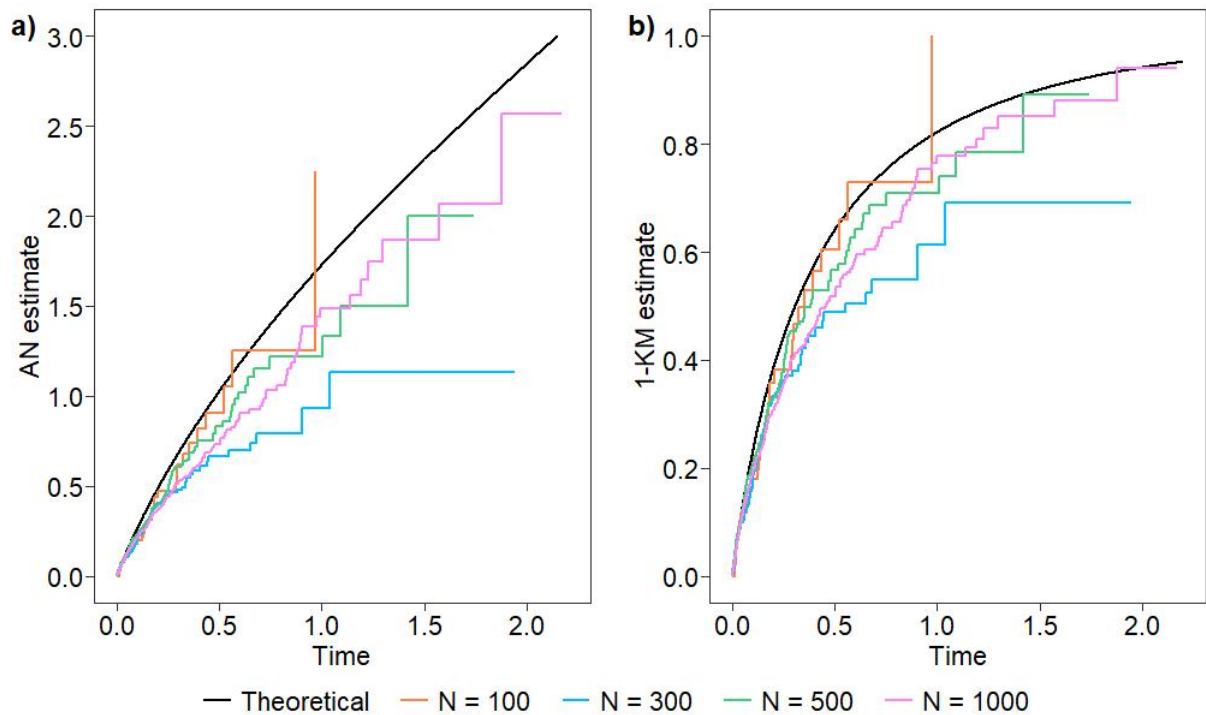 a)
AN estimate
3.0
2.5
2.0
1.5
1.0
0.5
0.0
0.0 0.5 1.0 1.5 2.0
Time
b)
1-KM estimate
1.0
0.8
0.6
0.4
0.2
0.0
0.0 0.5 1.0 1.5 2.0
Time
Theoretical N = 100 N = 300 N = 500 N = 1000